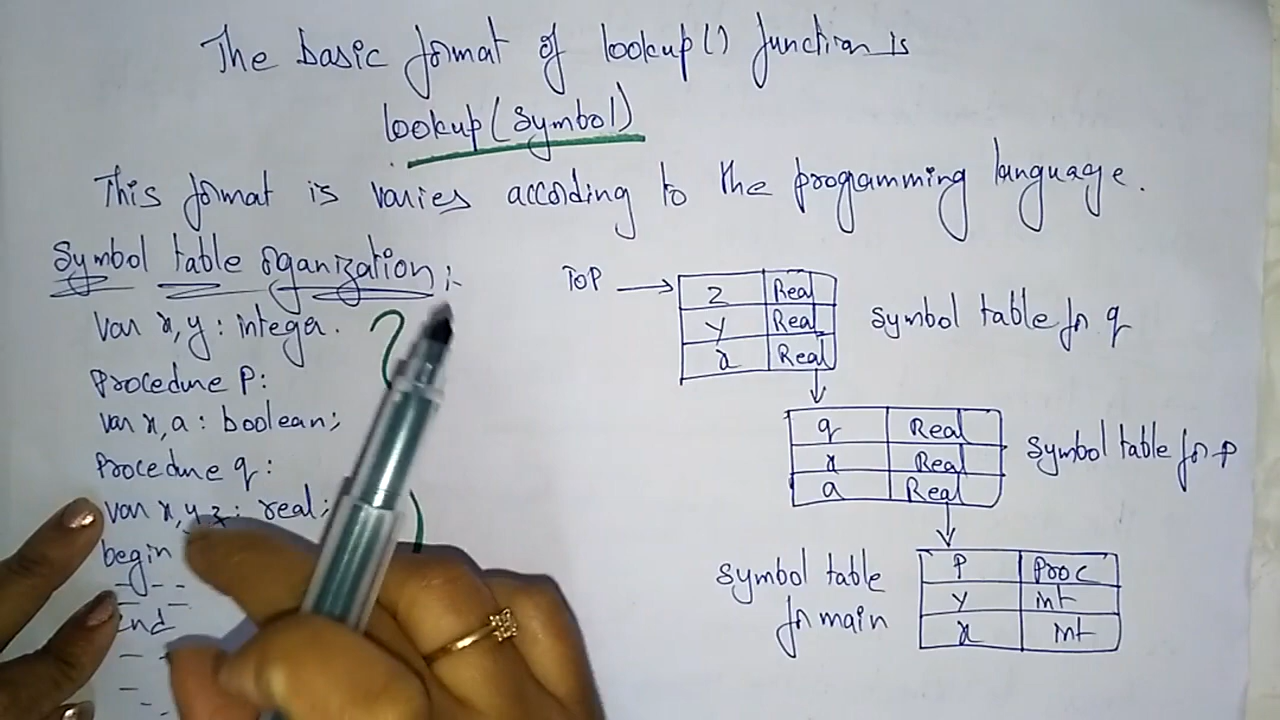 The basic format of lookup() function is
lookup(symbol)
This format is varies according to the programming language.
Symbol table organization:-
Var x,y : integer.
Procedure P:
Var x,a : boolean;
Procedure q:
Var x,y,z : real;
begin
End
TOP
z Real
y Real
x Real
Symbol table for q
q Real
x Real
a Real
Symbol table for P
Symbol table
for main
P Proc
y int
x int